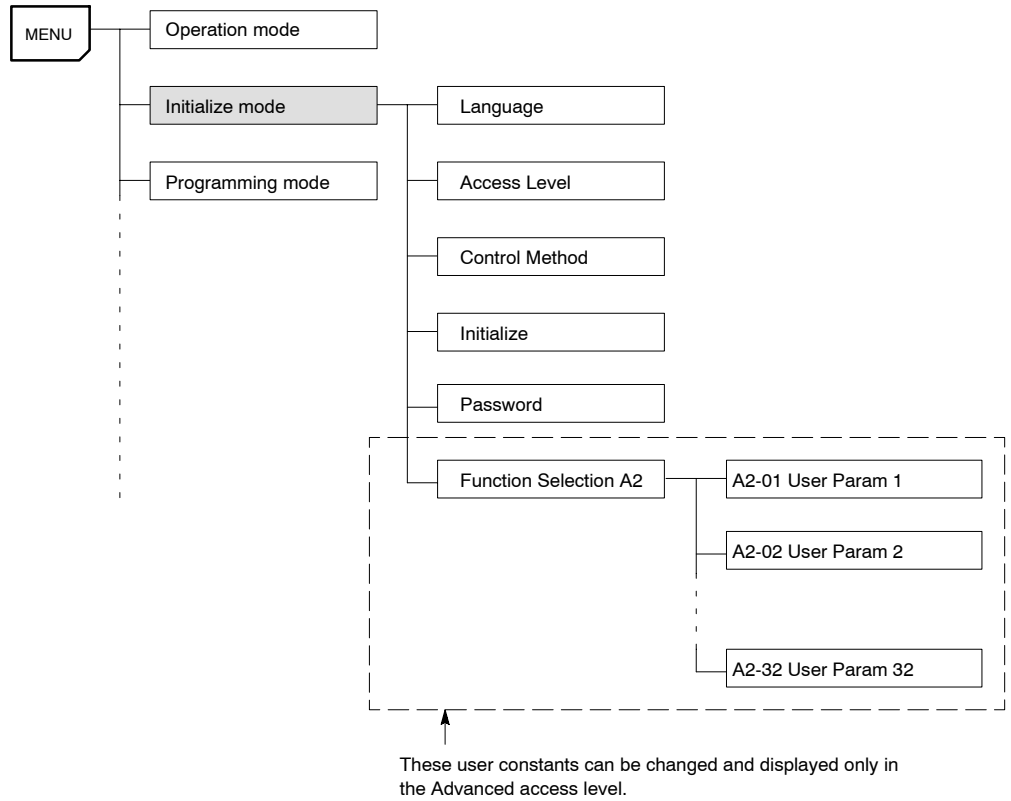 MENU
Operation mode
Initialize mode
Language
Programming mode
Access Level
Control Method
Initialize
Password
Function Selection A2
A2-01 User Param 1
A2-02 User Param 2
A2-32 User Param 32
These user constants can be changed and displayed only in
the Advanced access level.